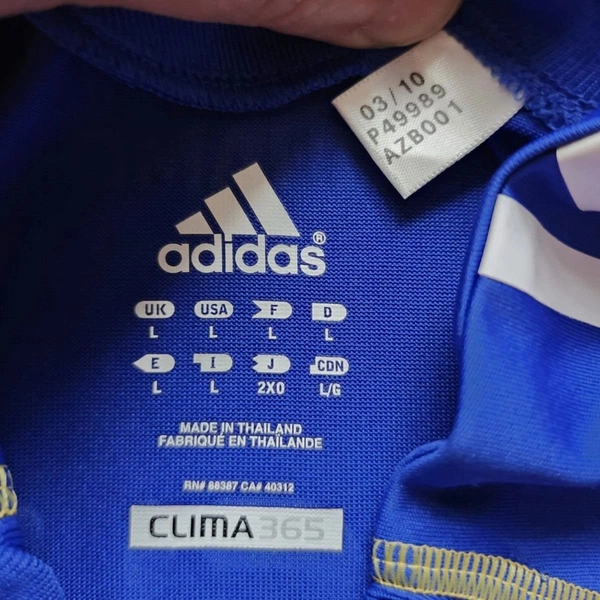 03/10
P49989
AZB001
adidas®
UK USA F D
L L L L
E I J CDN
L L 2XO L/G
MADE IN THAILAND
FABRIQUÉ EN THAÏLANDE
RN# 88387 CA# 40312
CLIMA365